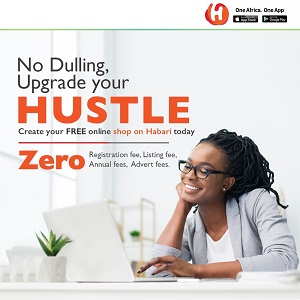 One Africa. One App
No Dulling,
Upgrade your
HUSTLE
Create your FREE online shop on Habari today
Zero Registration fee, Listing fee,
Annual fees, Advert fees.